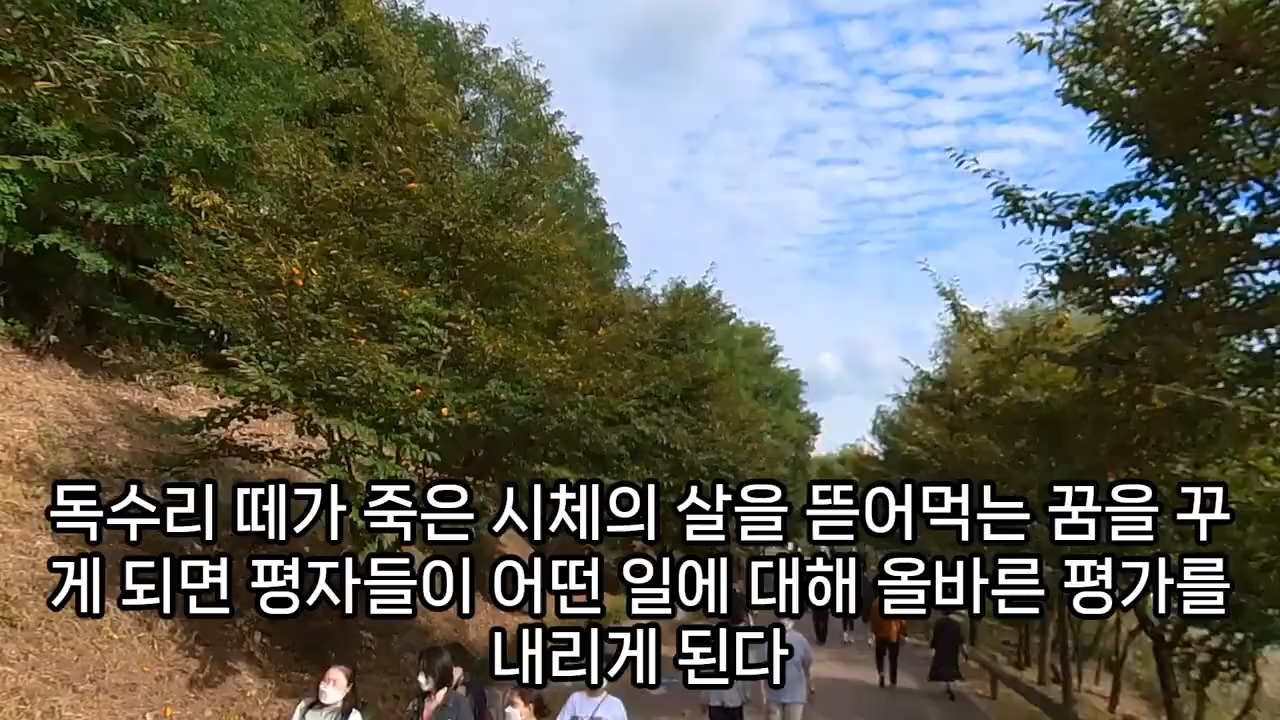 독수리 떼가 죽은 시체의 살을 뜯어먹는 꿈을 꾸
게 되면 평자들이 어떤 일에 대해 올바른 평가를
내리게 된다